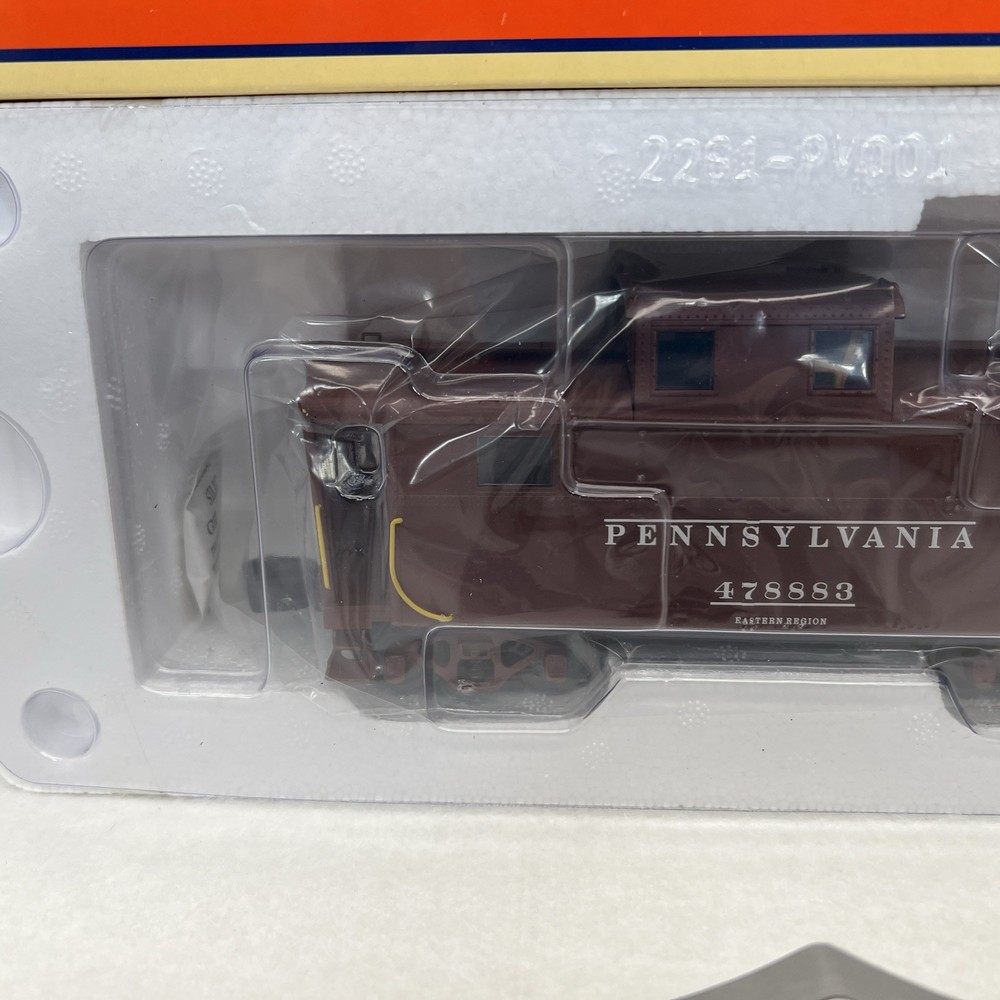 2261-PV001
PENNSYLVANIA
478883
EASTERN REGION